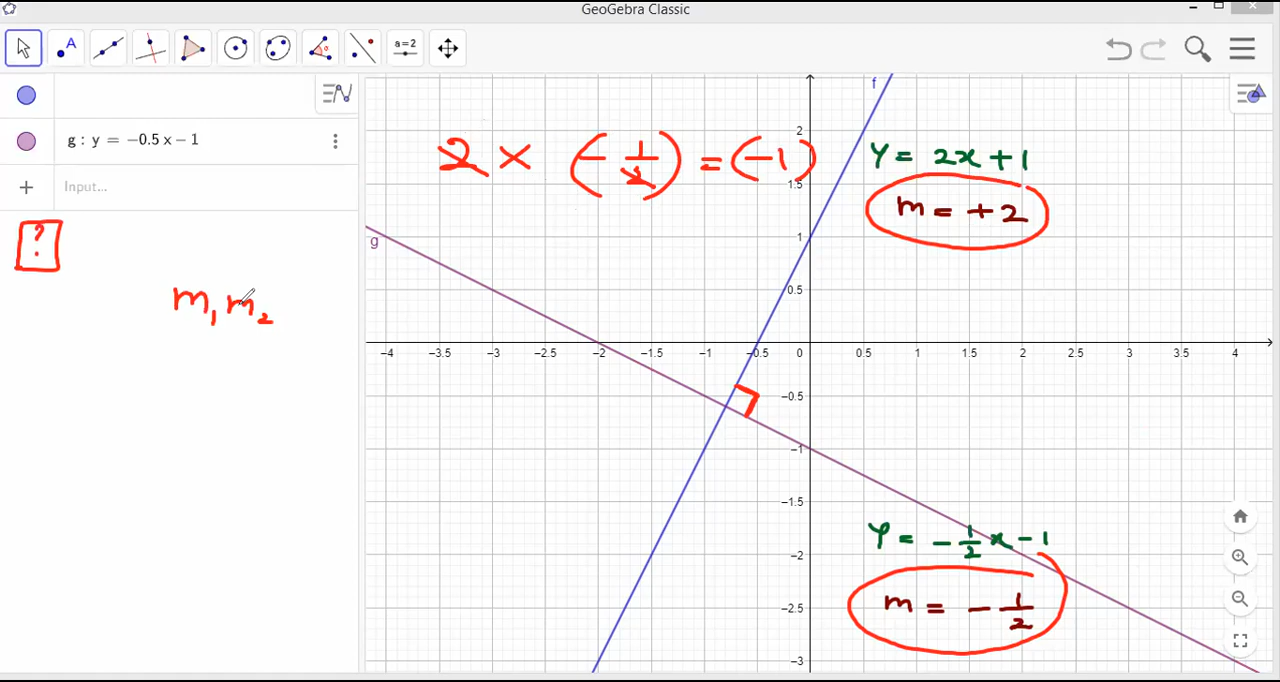 GeoGebra Classic
A
a=2
g : y = −0.5 x − 1
+ Input...
?
m₁ m₂
2 × (− 1/2) = (−1)
f
Y = 2x + 1
m = + 2
g
2
1.5
1
0.5
−4 −3.5 −3 −2.5 −2 −1.5 −1 −0.5 0 0.5 1 1.5 2 2.5 3 3.5 4
−0.5
−1
−1.5
−2
−2.5
−3
Y = − 1/2 x − 1
m = − 1/2